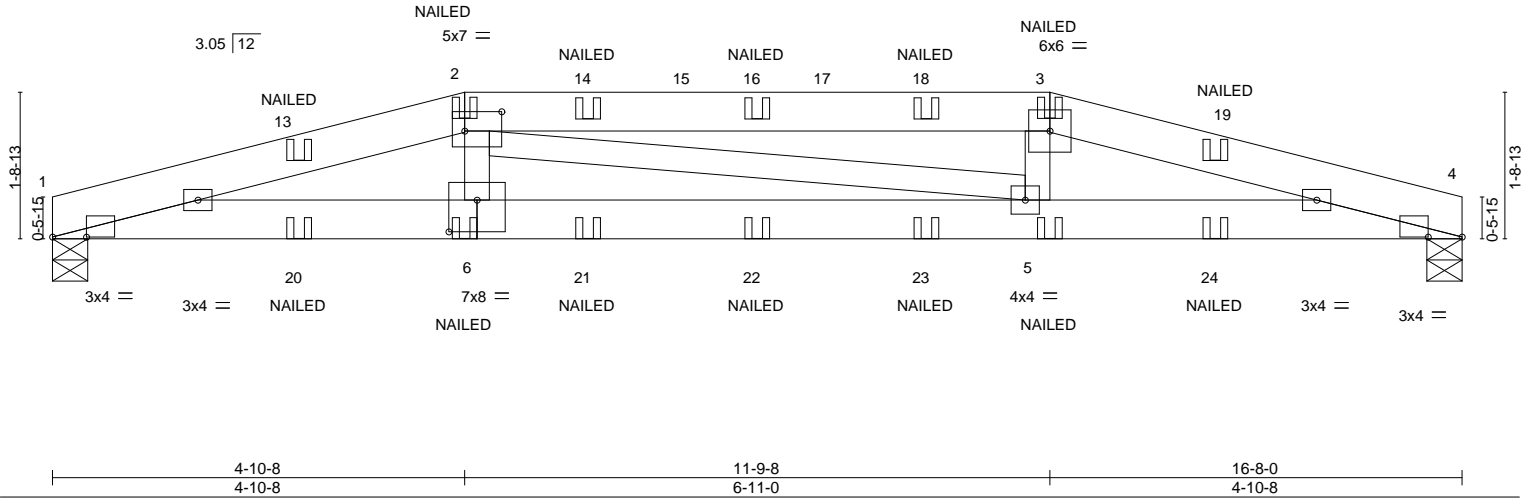 NAILED
5x7 =
NAILED
6x6 =
3.05 12
NAILED
NAILED
NAILED
2
14
15
16
17
18
3
NAILED
13
NAILED
19
1-8-13
1
0-5-15
4
0-5-15
1-8-13
20
6
21
22
23
5
24
3x4 =
3x4 =
NAILED
7x8 =
NAILED
NAILED
NAILED
4x4 =
NAILED
3x4 =
3x4 =
NAILED
NAILED
4-10-8
11-9-8
16-8-0
4-10-8
6-11-0
4-10-8